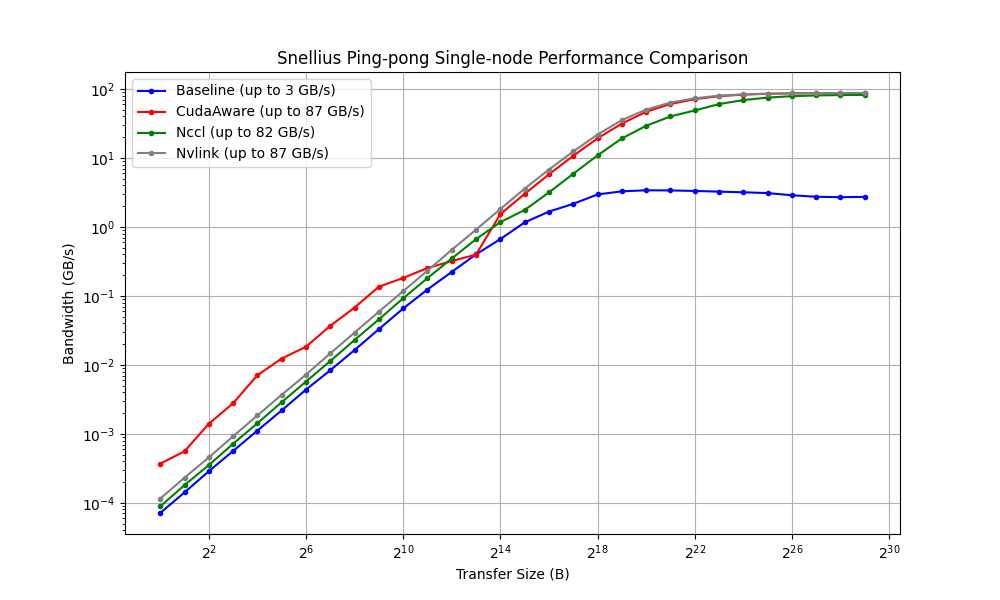 Snellius Ping-pong Single-node Performance Comparison
Baseline (up to 3 GB/s)
CudaAware (up to 87 GB/s)
Nccl (up to 82 GB/s)
Nvlink (up to 87 GB/s)
Bandwidth (GB/s)
10²
10¹
10⁰
10⁻¹
10⁻²
10⁻³
10⁻⁴
2² 2⁶ 2¹⁰ 2¹⁴ 2¹⁸ 2²² 2²⁶ 2³⁰
Transfer Size (B)